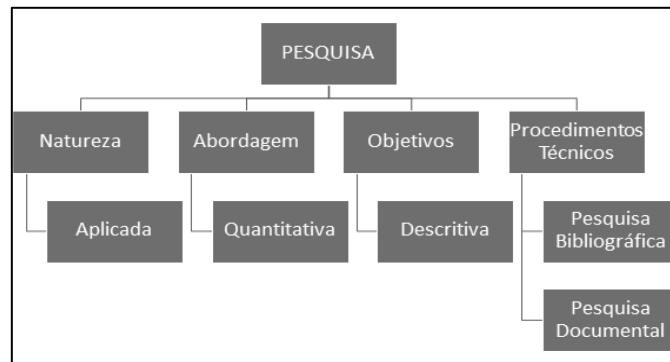 PESQUISA
Natureza
Abordagem
Objetivos
Procedimentos
Técnicos
Aplicada
Quantitativa
Descritiva
Pesquisa
Bibliográfica
Pesquisa
Documental